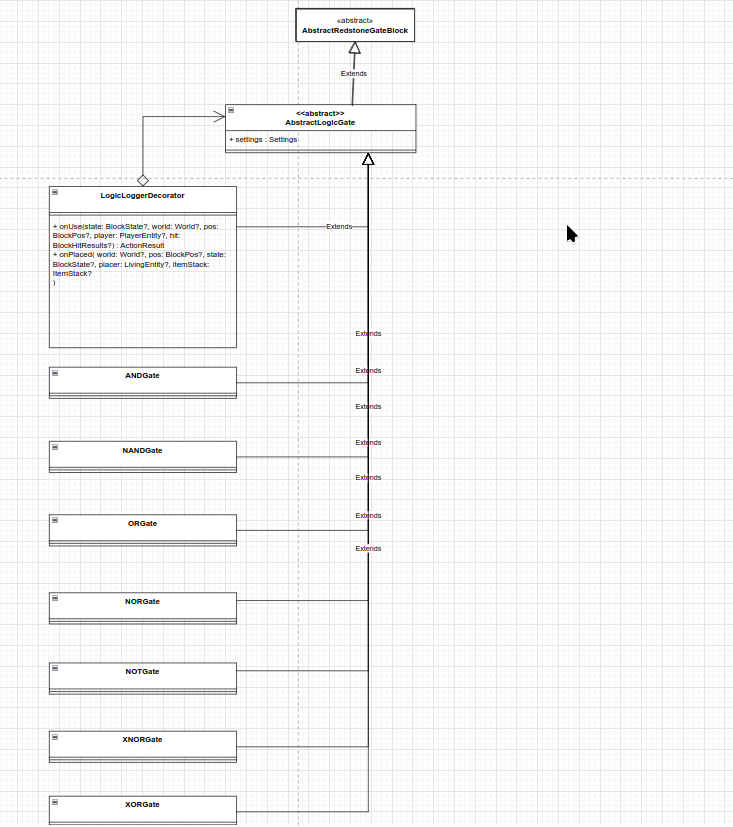 «abstract»
AbstractRedstoneGateBlock
Extends
<<abstract>>
AbstractLogicGate
+ settings : Settings
LogicLoggerDecorator
+ onUse(state: BlockState?, world: World?, pos:
BlockPos?, player: PlayerEntity?, hit:
BlockHitResults?) : ActionResult
+ onPlaced( world: World?, pos: BlockPos?, state:
BlockState?, placer: LivingEntity?, itemStack:
ItemStack?
)
Extends
Extends
Extends
ANDGate
Extends
Extends
NANDGate
Extends
Extends
ORGate
Extends
NORGate
NOTGate
XNORGate
XORGate